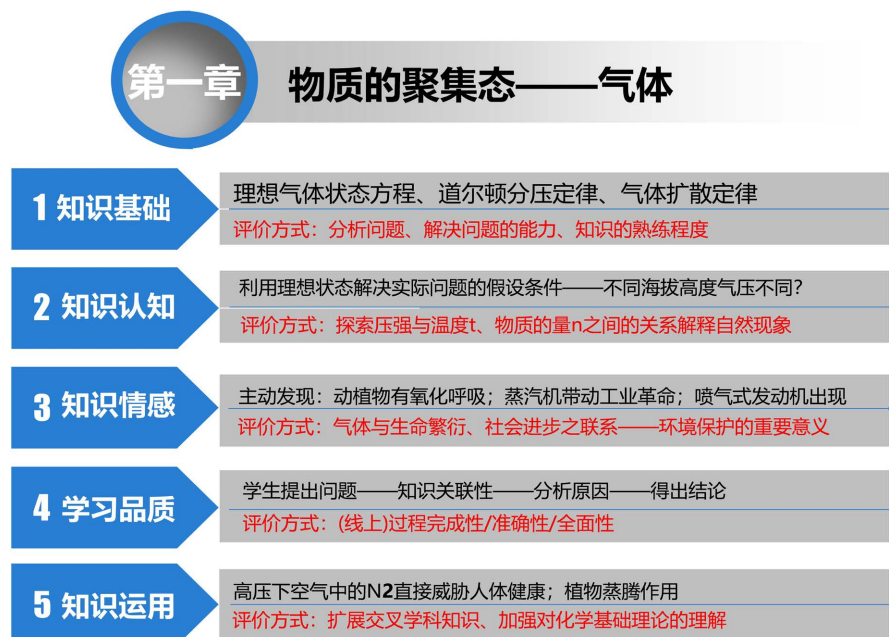 第一章
物质的聚集态——气体
1 知识基础
理想气体状态方程、道尔顿分压定律、气体扩散定律
评价方式：分析问题、解决问题的能力、知识的熟练程度
2 知识认知
利用理想状态解决实际问题的假设条件——不同海拔高度气压不同?
评价方式：探索压强与温度t、物质的量n之间的关系解释自然现象
3 知识情感
主动发现：动植物有氧化呼吸；蒸汽机带动工业革命；喷气式发动机出现
评价方式：气体与生命繁衍、社会进步之联系——环境保护的重要意义
4 学习品质
学生提出问题——知识关联性——分析原因——得出结论
评价方式：(线上)过程完成性/准确性/全面性
5 知识运用
高压下空气中的N2直接威胁人体健康；植物蒸腾作用
评价方式：扩展交叉学科知识、加强对化学基础理论的理解